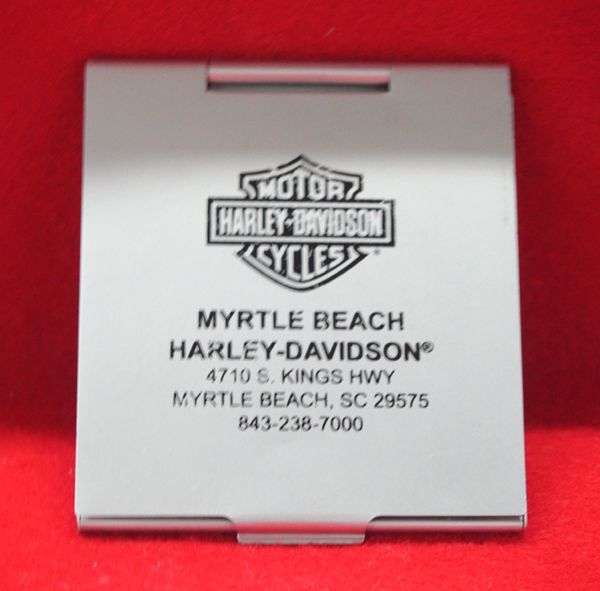 MOTOR
HARLEY-DAVIDSON
CYCLES®
MYRTLE BEACH
HARLEY-DAVIDSON®
4710 S. KINGS HWY
MYRTLE BEACH, SC 29575
843-238-7000